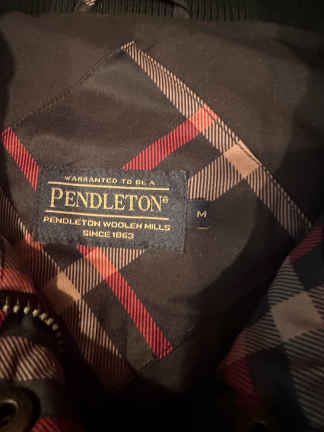 WARRANTED TO BE A
PENDLETON®
PENDLETON WOOLEN MILLS
SINCE 1863
M